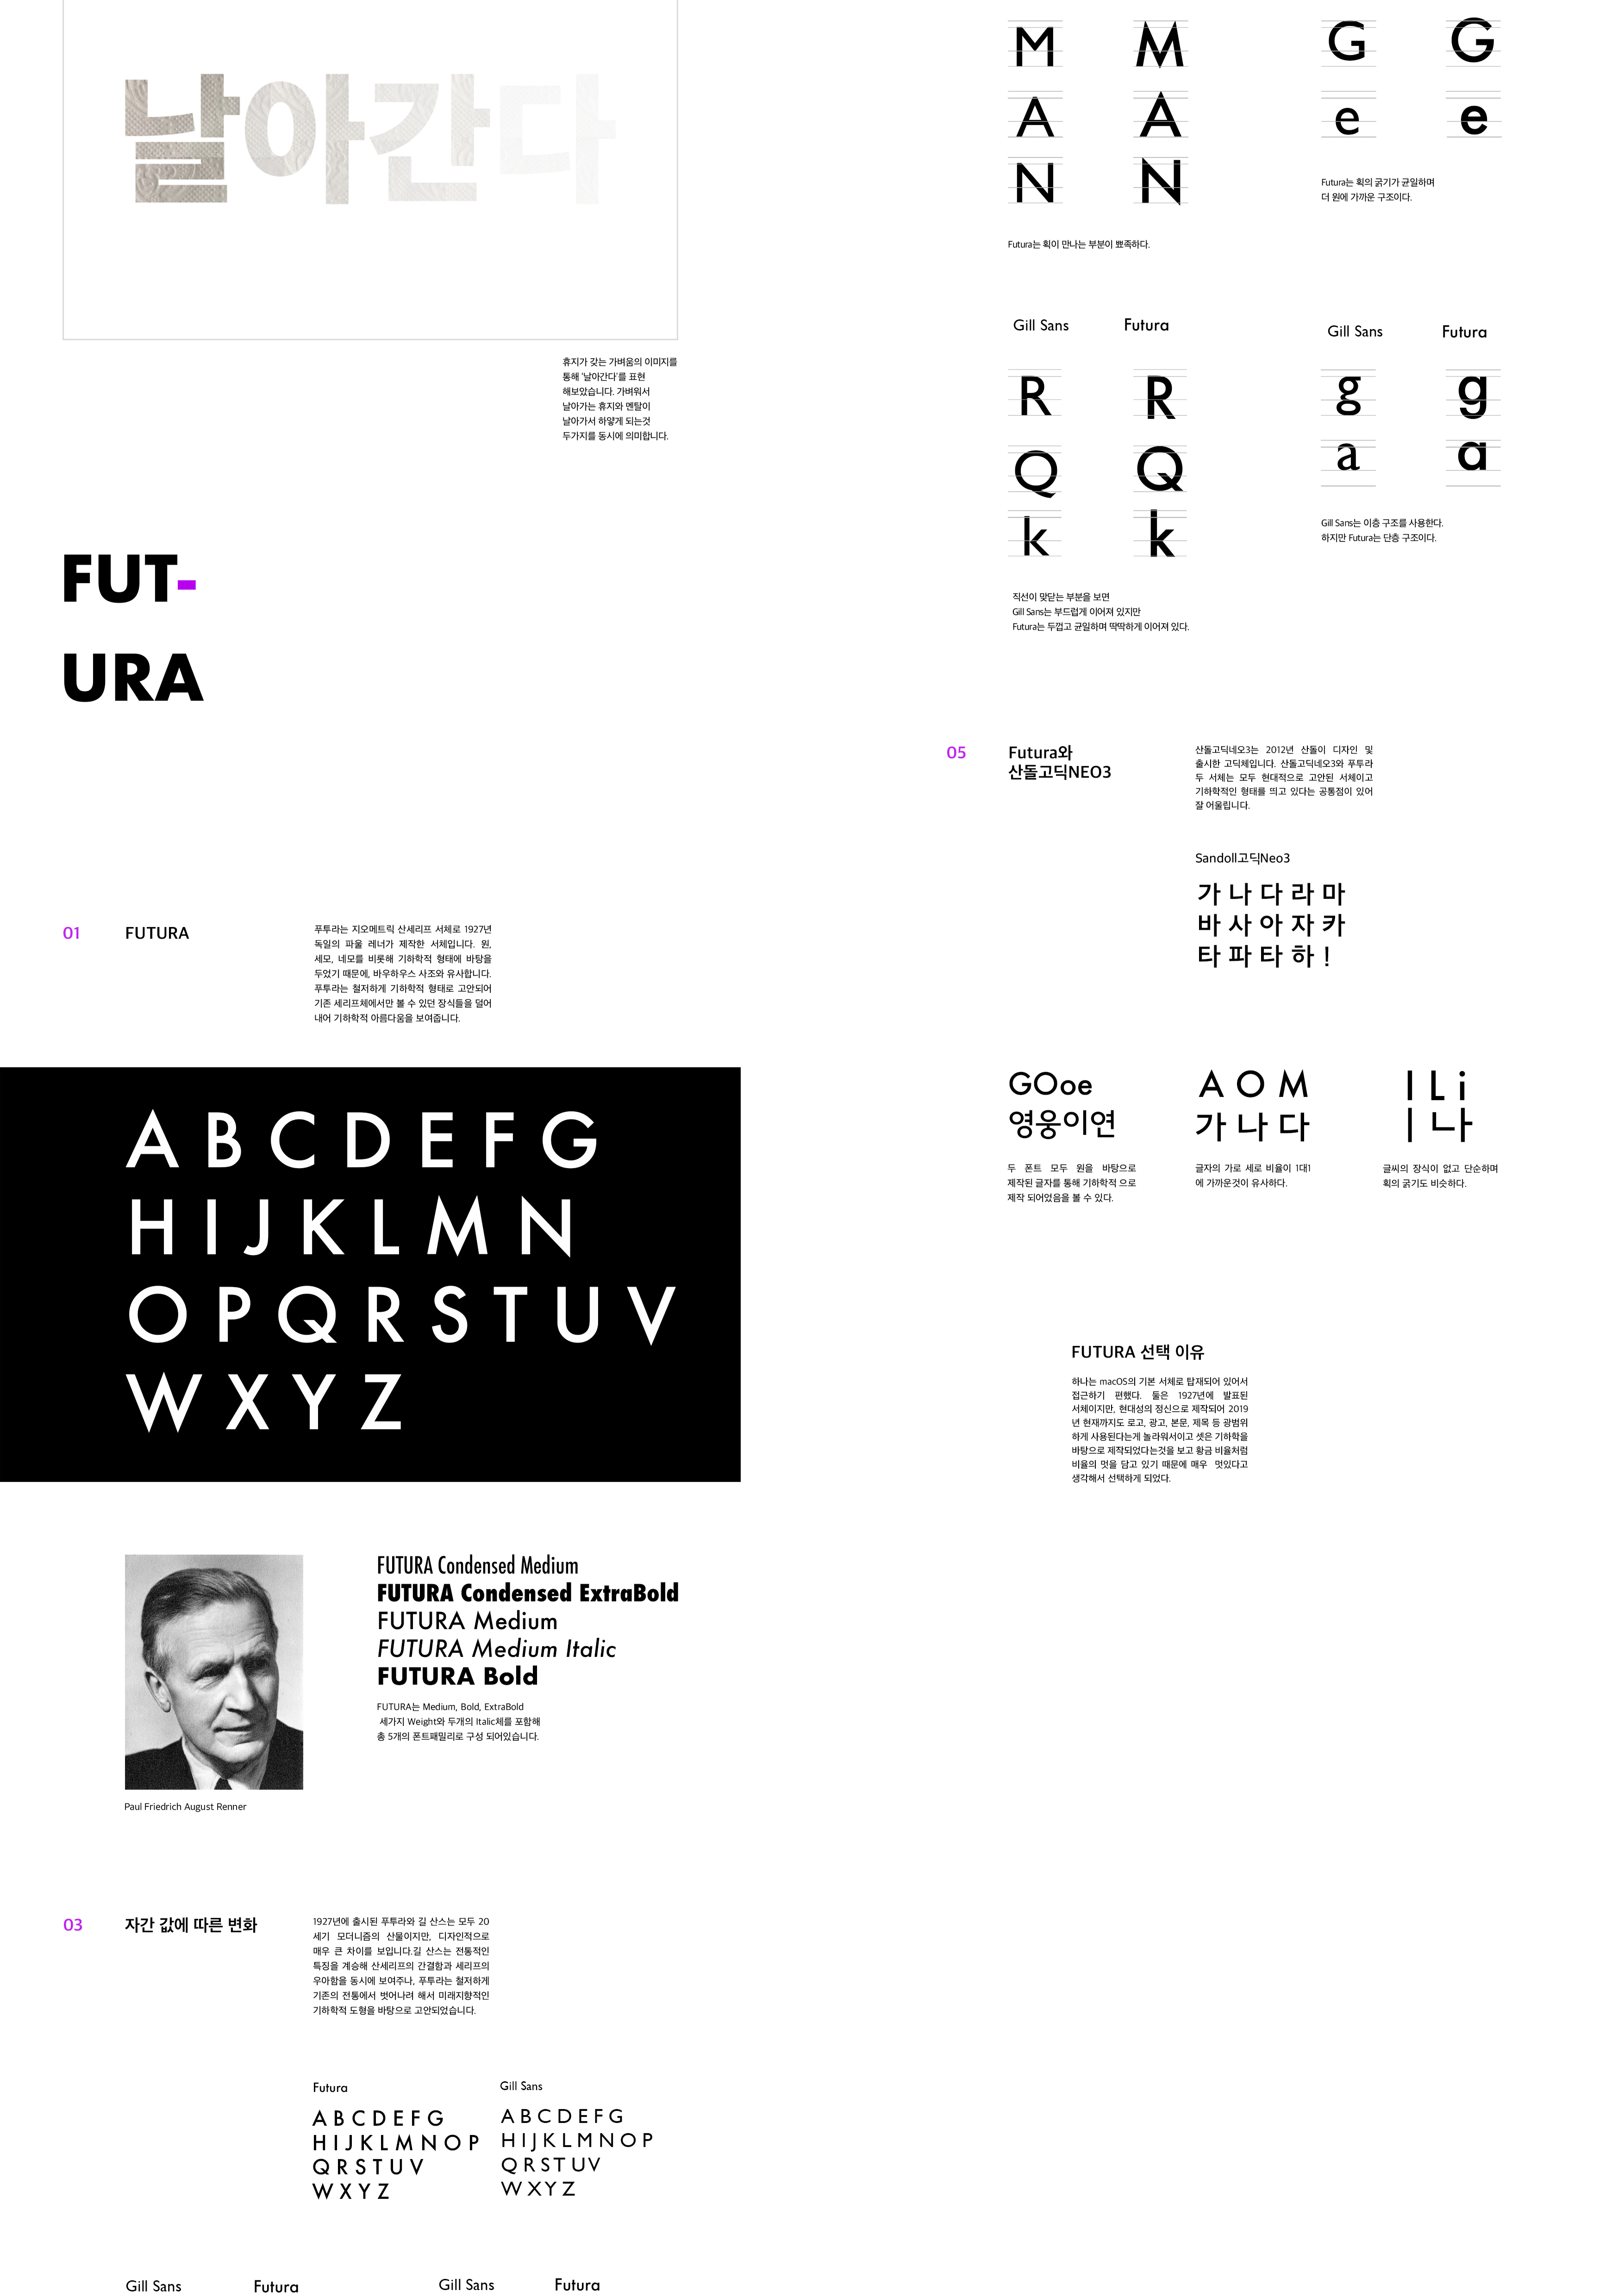 날아간다
휴지가 갖는 가벼움의 이미지를
통해 '날아간다'를 표현
해보았습니다. 가벼워서
날아가는 휴지와 멘탈이
날아가서 하얗게 되는것
두가지를 동시에 의미합니다.
FUT-
URA
01 FUTURA
푸투라는 지오메트릭 산세리프 서체로 1927년
독일의 파울 레너가 제작한 서체입니다. 원,
세모, 네모를 비롯해 기하학적 형태에 바탕을
두었기 때문에, 바우하우스 사조와 유사합니다.
푸투라는 철저하게 기하학적 형태로 고안되어
기존 세리프체에서만 볼 수 있던 장식들을 덜어
내어 기하학적 아름다움을 보여줍니다.
A B C D E F G
H I J K L M N
O P Q R S T U V
W X Y Z
FUTURA Condensed Medium
FUTURA Condensed ExtraBold
FUTURA Medium
FUTURA Medium Italic
FUTURA Bold
FUTURA는 Medium, Bold, ExtraBold
세가지 Weight와 두개의 Italic체를 포함해
총 5개의 폰트패밀리로 구성 되어있습니다.
Paul Friedrich August Renner
03 자간 값에 따른 변화
1927년에 출시된 푸투라와 길 산스는 모두 20
세기 모더니즘의 산물이지만, 디자인적으로
매우 큰 차이를 보입니다.길 산스는 전통적인
특징을 계승해 산세리프의 간결함과 세리프의
우아함을 동시에 보여주나, 푸투라는 철저하게
기존의 전통에서 벗어나려 해서 미래지향적인
기하학적 도형을 바탕으로 고안되었습니다.
Futura
A B C D E F G
H I J K L M N O P
Q R S T U V
W X Y Z
Gill Sans
A B C D E F G
H I J K L M N O P
Q R S T U V
W X Y Z
Gill Sans Futura Gill Sans Futura
M M
A A
N N
Futura는 획이 만나는 부분이 뾰족하다.
G G
e e
Futura는 획의 굵기가 균일하며
더 원에 가까운 구조이다.
Gill Sans Futura
R R
Q Q
k k
직선이 맞닫는 부분을 보면
Gill Sans는 부드럽게 이어져 있지만
Futura는 두껍고 균일하며 딱딱하게 이어져 있다.
Gill Sans Futura
g g
a a
Gill Sans는 이층 구조를 사용한다.
하지만 Futura는 단층 구조이다.
05 Futura와
산돌고딕NEO3
산돌고딕네오3는 2012년 산돌이 디자인 및
출시한 고딕체입니다. 산돌고딕네오3와 푸투라
두 서체는 모두 현대적으로 고안된 서체이고
기하학적인 형태를 띄고 있다는 공통점이 있어
잘 어울립니다.
Sandoll고딕Neo3
가 나 다 라 마
바 사 아 자 카
타 파 타 하 !
GOoe
영웅이연
두 폰트 모두 원을 바탕으로
제작된 글자를 통해 기하학적 으로
제작 되어었음을 볼 수 있다.
A O M
가 나 다
글자의 가로 세로 비율이 1대1
에 가까운것이 유사하다.
I L i
ㅣ 나
글씨의 장식이 없고 단순하며
획의 굵기도 비슷하다.
FUTURA 선택 이유
하나는 macOS의 기본 서체로 탑재되어 있어서
접근하기 편했다. 둘은 1927년에 발표된
서체이지만, 현대성의 정신으로 제작되어 2019
년 현재까지도 로고, 광고, 본문, 제목 등 광범위
하게 사용된다는게 놀라워서이고 셋은 기하학을
바탕으로 제작되었다는것을 보고 황금 비율처럼
비율의 멋을 담고 있기 때문에 매우 멋있다고
생각해서 선택하게 되었다.